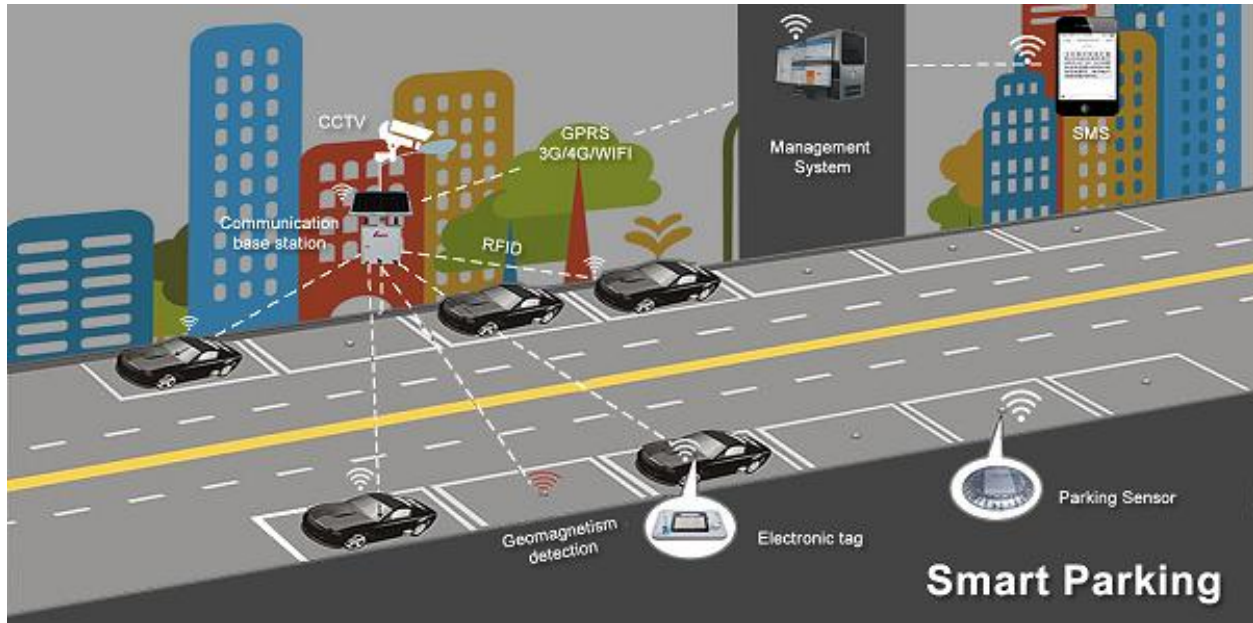 CCTV
GPRS
3G/4G/WIFI
Management
System
SMS
Communication
base station
RFID
Geomagnetism
detection
Electronic tag
Parking Sensor
Smart Parking